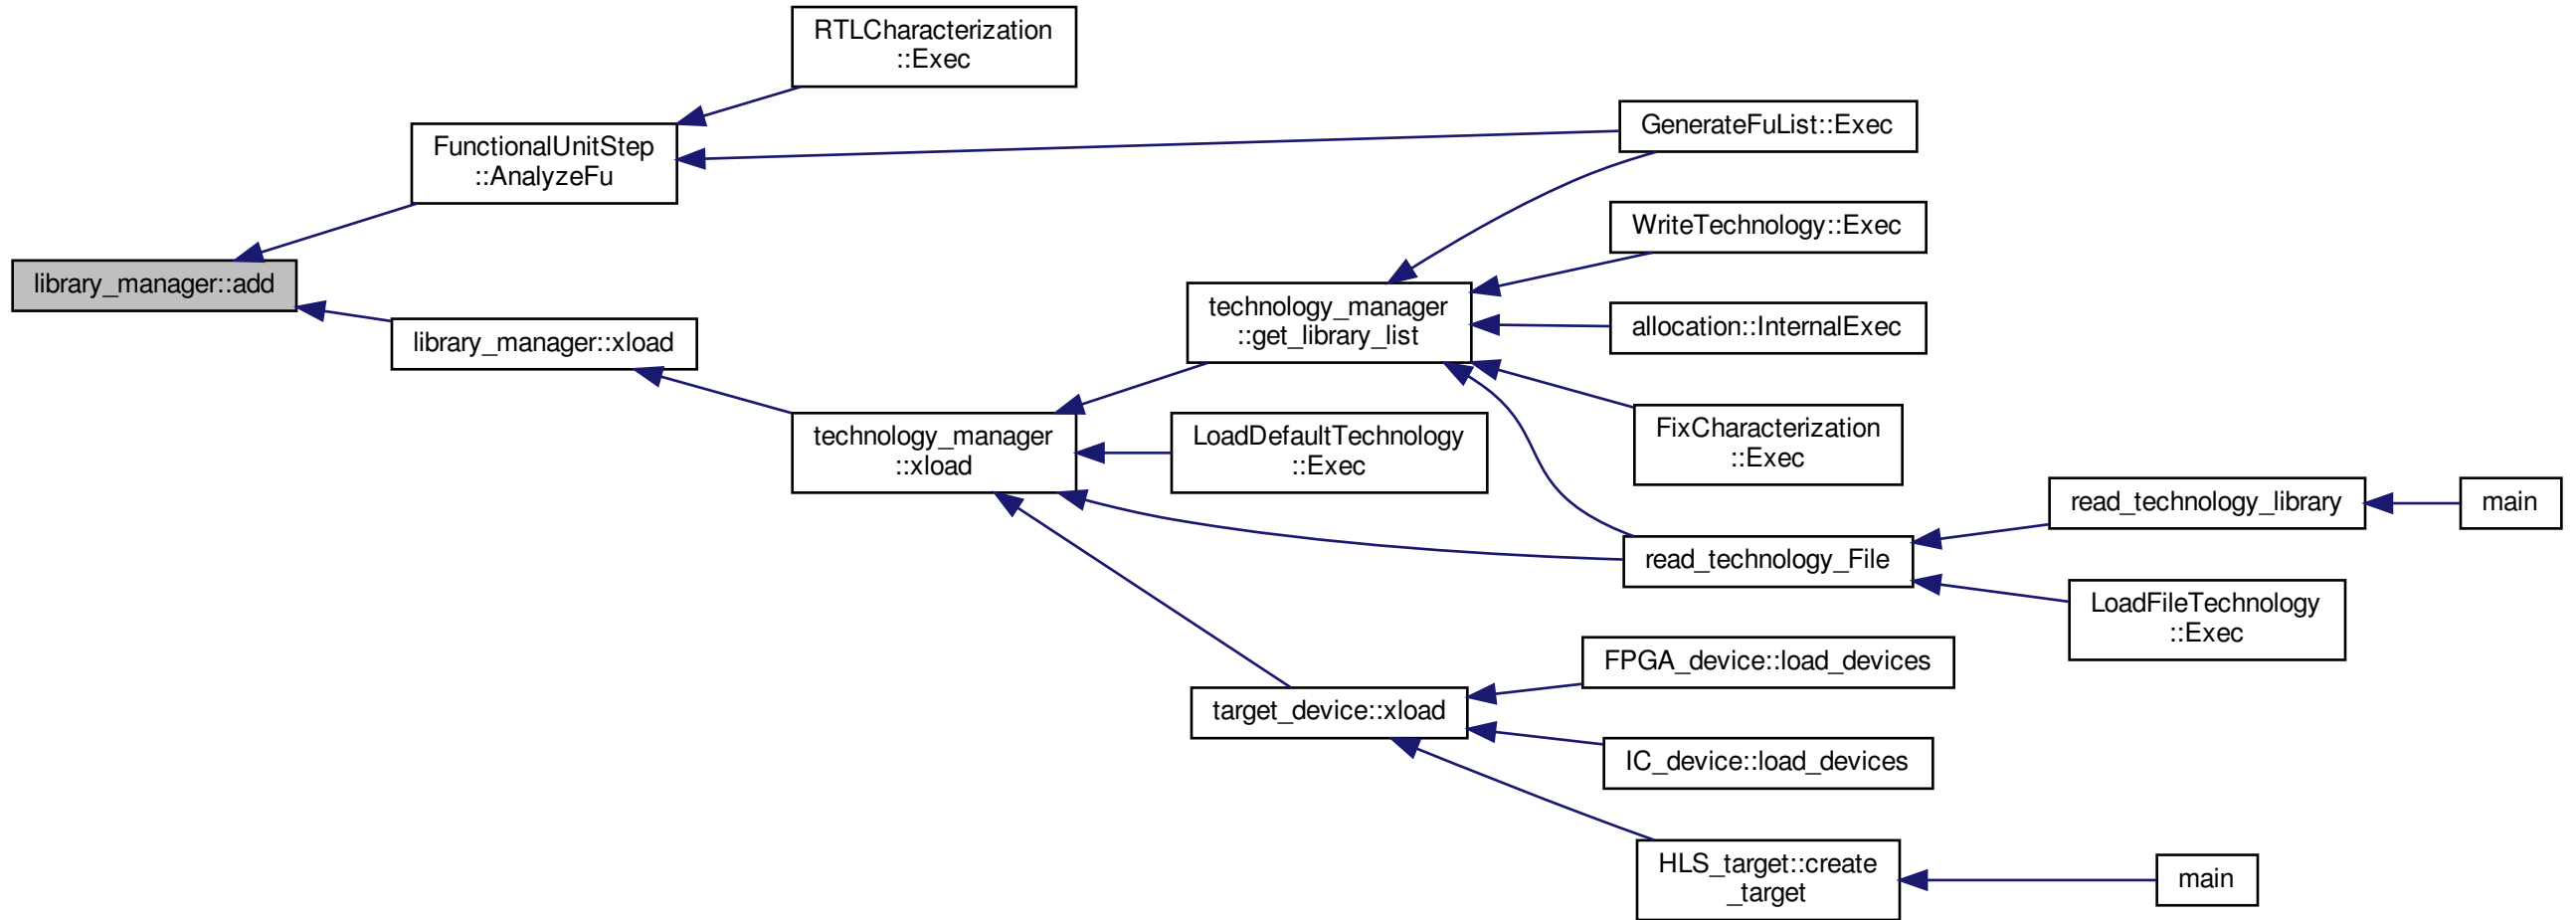 RTLCharacterization
::Exec
GenerateFuList::Exec
FunctionalUnitStep
::AnalyzeFu
WriteTechnology::Exec
library_manager::add
technology_manager
::get_library_list
allocation::InternalExec
library_manager::xload
technology_manager
::xload
LoadDefaultTechnology
::Exec
FixCharacterization
::Exec
read_technology_library
main
read_technology_File
LoadFileTechnology
::Exec
FPGA_device::load_devices
target_device::xload
IC_device::load_devices
HLS_target::create
_target
main